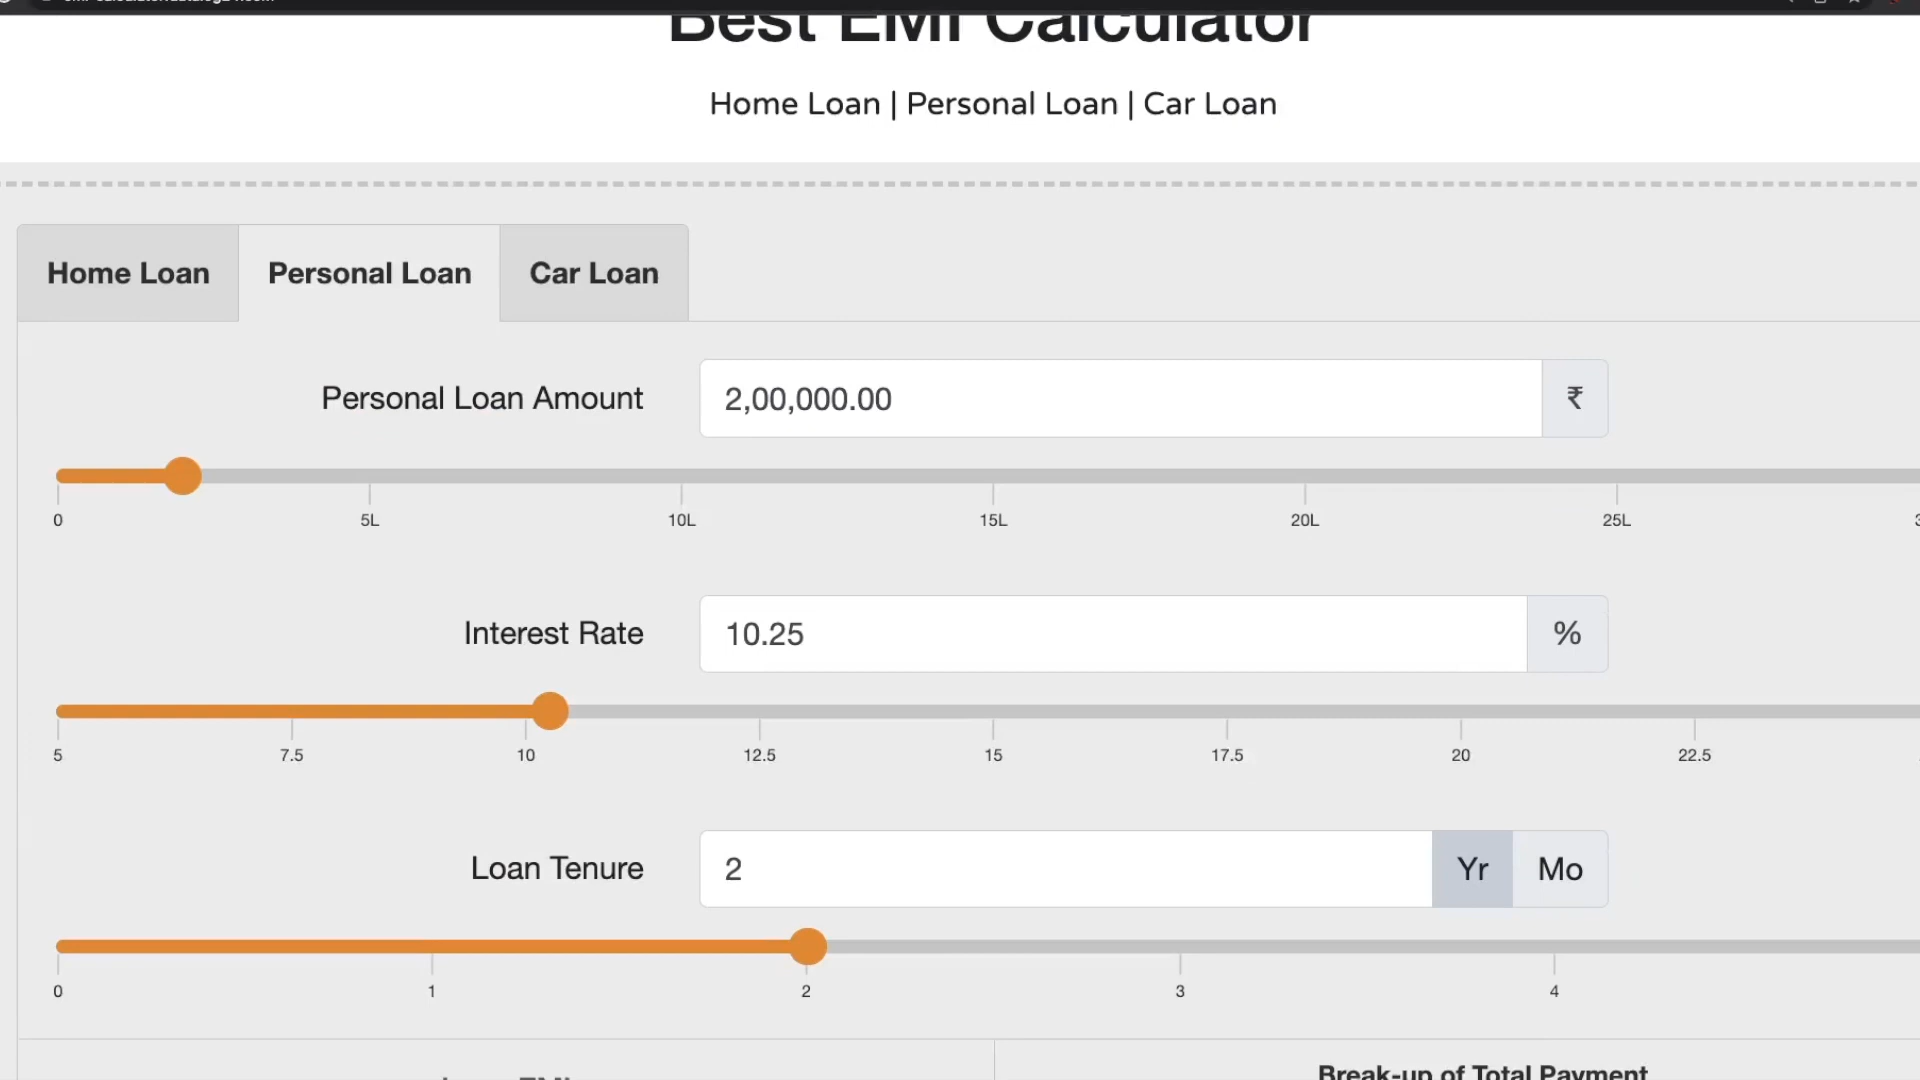 Best EMI Calculator
Home Loan | Personal Loan | Car Loan
Home Loan Personal Loan Car Loan
Personal Loan Amount 2,00,000.00 ₹
0 5L 10L 15L 20L 25L
Interest Rate 10.25 %
5 7.5 10 12.5 15 17.5 20 22.5
Loan Tenure 2 Yr Mo
0 1 2 3 4
Break-up of Total Payment